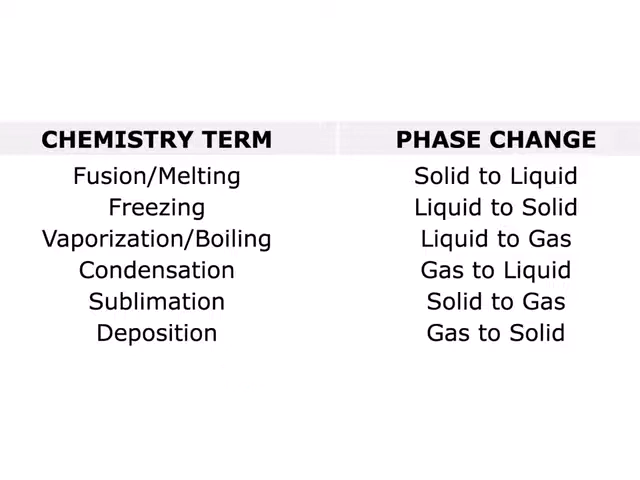 CHEMISTRY TERM PHASE CHANGE
Fusion/Melting Solid to Liquid
Freezing Liquid to Solid
Vaporization/Boiling Liquid to Gas
Condensation Gas to Liquid
Sublimation Solid to Gas
Deposition Gas to Solid